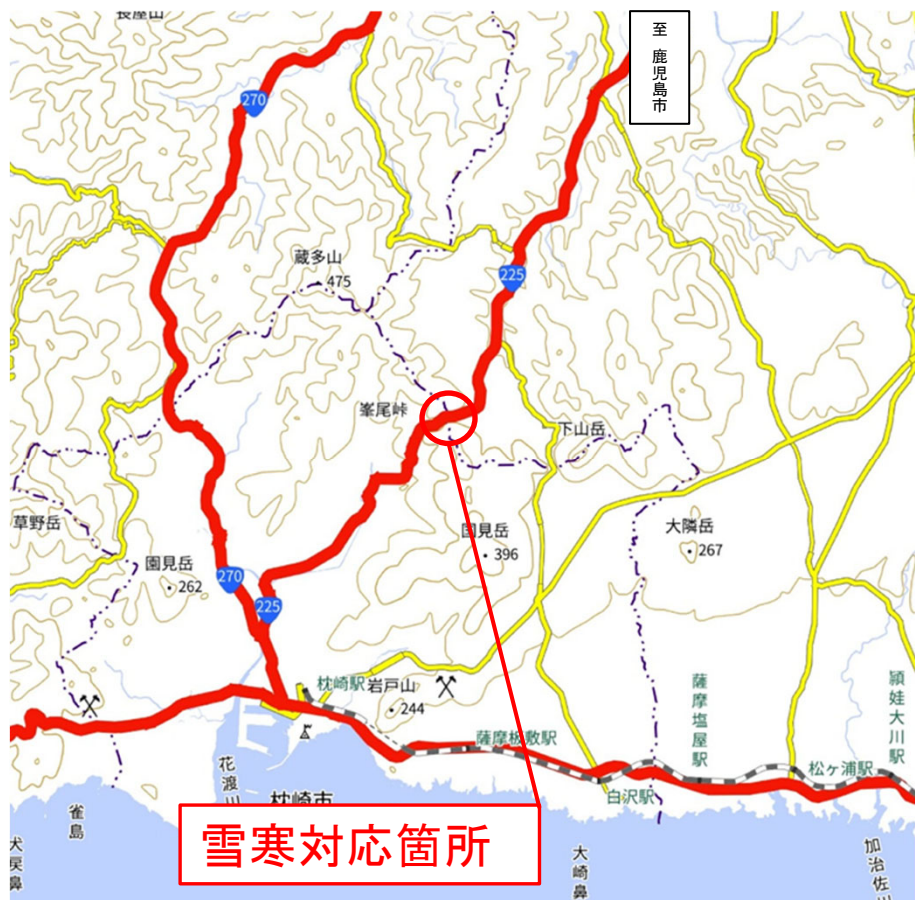 長屋山
至 鹿児島市
270
蔵多山
475
225
峯尾峠
下山岳
草野岳
国見岳
396
大隣岳
267
園見岳
262
270
225
枕崎駅
岩戸山
244
薩摩板敷駅
薩摩塩屋駅
頴娃大川駅
松ヶ浦駅
白沢駅
花渡川
枕崎市
雀島
雪寒対応箇所
犬戻鼻
大崎鼻
加治佐川